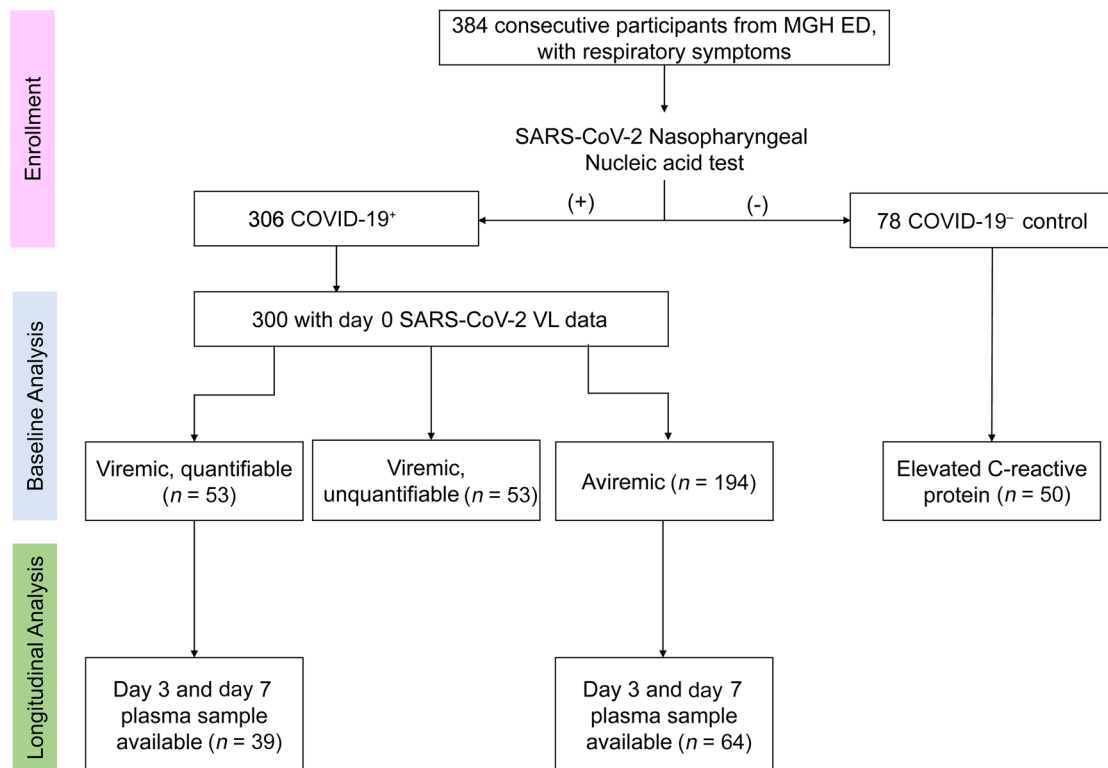 Enrollment
384 consecutive participants from MGH ED,
with respiratory symptoms
SARS-CoV-2 Nasopharyngeal
Nucleic acid test
(+)
(-)
306 COVID-19⁺
78 COVID-19⁻ control
Baseline Analysis
300 with day 0 SARS-CoV-2 VL data
Viremic, quantifiable
(n = 53)
Viremic,
unquantifiable (n = 53)
Aviremic (n = 194)
Elevated C-reactive
protein (n = 50)
Longitudinal Analysis
Day 3 and day 7
plasma sample
available (n = 39)
Day 3 and day 7
plasma sample
available (n = 64)